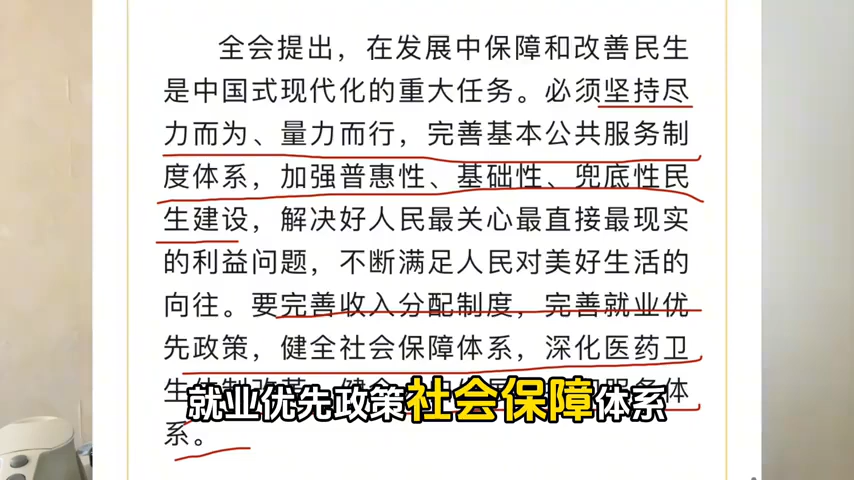 全会提出，在发展中保障和改善民生
是中国式现代化的重大任务。必须坚持尽
力而为、量力而行，完善基本公共服务制
度体系，加强普惠性、基础性、兜底性民
生建设，解决好人民最关心最直接最现实
的利益问题，不断满足人民对美好生活的
向往。要完善收入分配制度，完善就业优
先政策，健全社会保障体系，深化医药卫
就业优先政策社会保障体系
系。